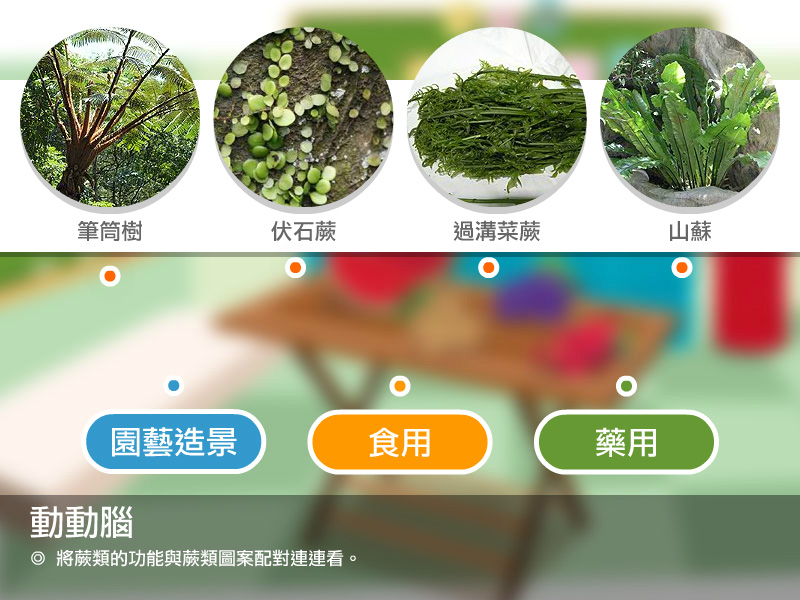 筆筒樹
伏石蕨
過溝菜蕨
山蘇
園藝造景
食用
藥用
動動腦
◎ 將蕨類的功能與蕨類圖案配對連連看。